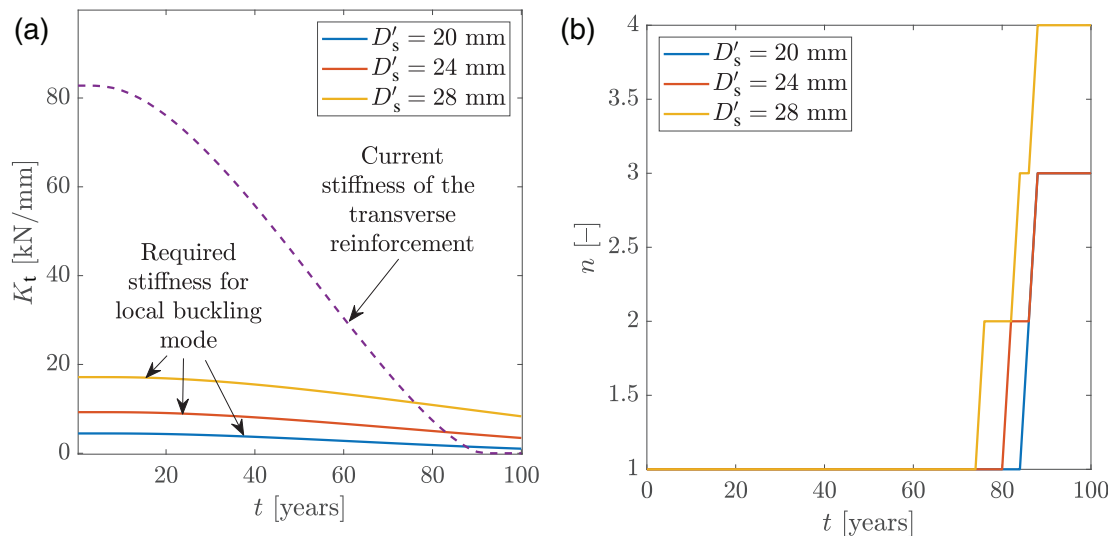 (a)
D′s = 20 mm
D′s = 24 mm
D′s = 28 mm
Current
stiffness of the
transverse
reinforcement
Required
stiffness for
local buckling
mode
Kt [kN/mm]
80
60
40
20
0
20 40 60 80 100
t [years]
(b)
D′s = 20 mm
D′s = 24 mm
D′s = 28 mm
n [−]
4
3.5
3
2.5
2
1.5
1
0 20 40 60 80 100
t [years]